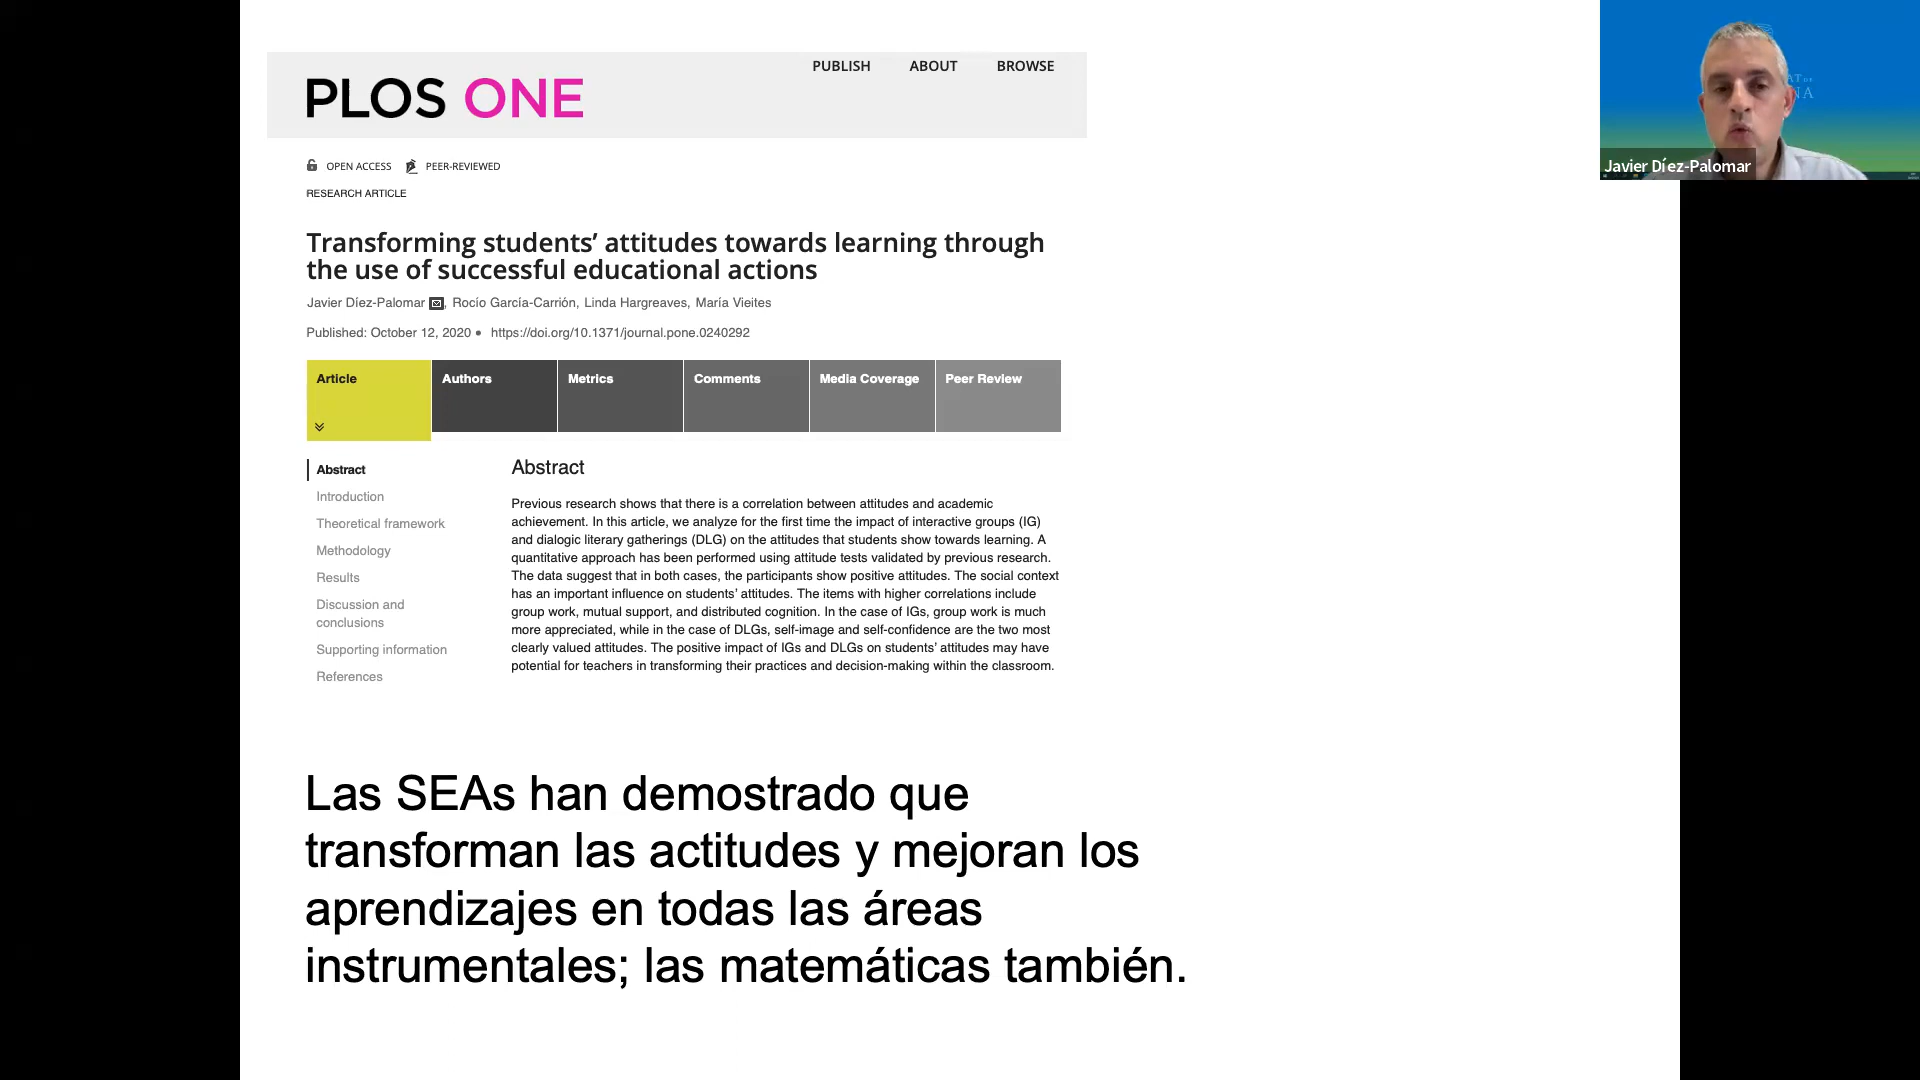 PLOS ONE
PUBLISH ABOUT BROWSE
OPEN ACCESS PEER-REVIEWED
RESEARCH ARTICLE
Transforming students’ attitudes towards learning through
the use of successful educational actions
Javier Díez-Palomar , Rocío García-Carrión, Linda Hargreaves, María Vieites
Published: October 12, 2020 • https://doi.org/10.1371/journal.pone.0240292
Article Authors Metrics Comments Media Coverage Peer Review
Abstract
Introduction
Theoretical framework
Methodology
Results
Discussion and
conclusions
Supporting information
References
Abstract
Previous research shows that there is a correlation between attitudes and academic
achievement. In this article, we analyze for the first time the impact of interactive groups (IG)
and dialogic literary gatherings (DLG) on the attitudes that students show towards learning. A
quantitative approach has been performed using attitude tests validated by previous research.
The data suggest that in both cases, the participants show positive attitudes. The social context
has an important influence on students’ attitudes. The items with higher correlations include
group work, mutual support, and distributed cognition. In the case of IGs, group work is much
more appreciated, while in the case of DLGs, self-image and self-confidence are the two most
clearly valued attitudes. The positive impact of IGs and DLGs on students’ attitudes may have
potential for teachers in transforming their practices and decision-making within the classroom.
Las SEAs han demostrado que
transforman las actitudes y mejoran los
aprendizajes en todas las áreas
instrumentales; las matemáticas también.
Javier Díez-Palomar